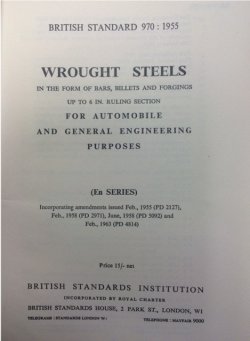 BRITISH STANDARD 970 : 1955
WROUGHT STEELS
IN THE FORM OF BARS, BILLETS AND FORGINGS
UP TO 6 IN. RULING SECTION
FOR AUTOMOBILE
AND GENERAL ENGINEERING
PURPOSES
(En SERIES)
Incorporating amendments issued Feb., 1955 (PD 2127),
Feb., 1958 (PD 2971), June, 1958 (PD 3092) and
Feb., 1963 (PD 4814)
Price 15/- net
BRITISH STANDARDS INSTITUTION
INCORPORATED BY ROYAL CHARTER
BRITISH STANDARDS HOUSE, 2 PARK ST., LONDON, W1
TELEGRAMS : STANDARDS LONDON W1 TELEPHONE : MAYFAIR 9000